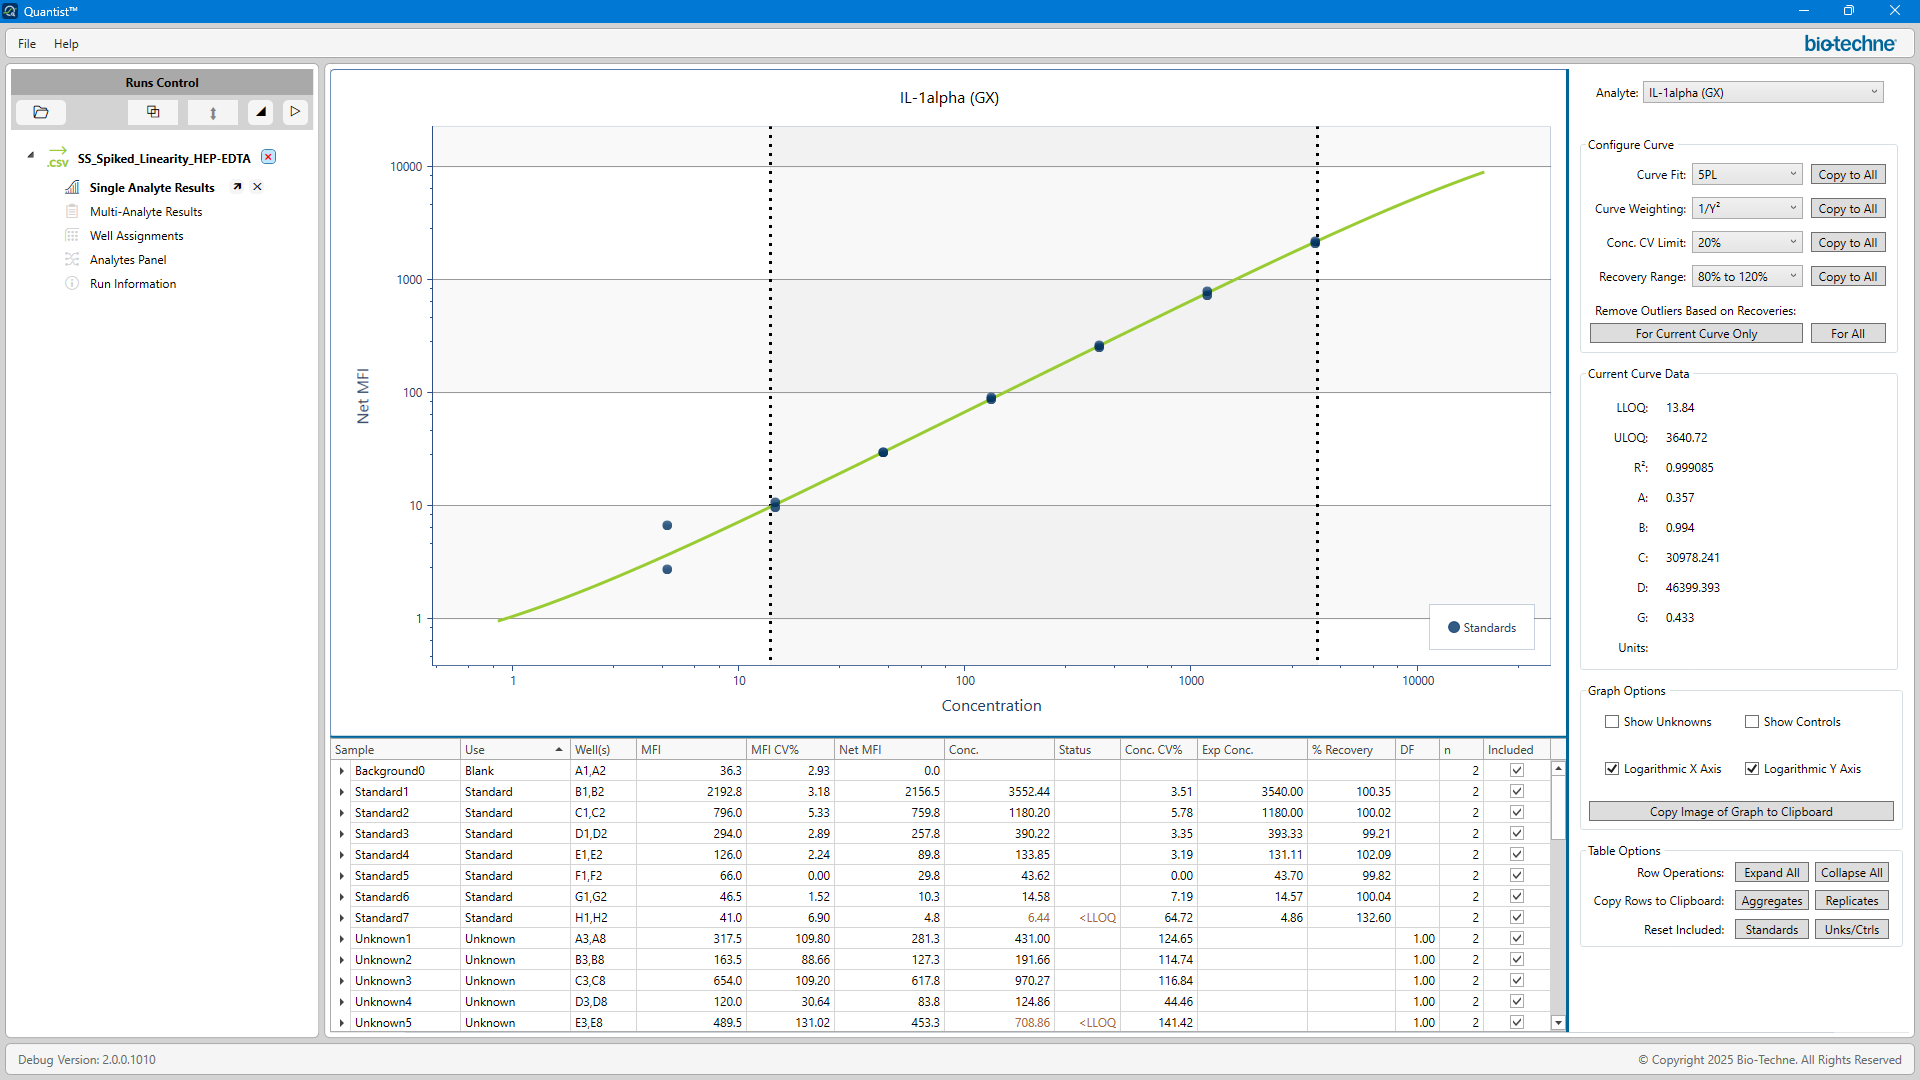 Quantist™
File Help
bio-techne®
Runs Control
.CSV SS_Spiked_Linearity_HEP-EDTA
Single Analyte Results
Multi-Analyte Results
Well Assignments
Analytes Panel
Run Information
IL-1alpha (GX)
10000
1000
100
10
1
Net MFI
Standards
1 10 100 1000 10000
Concentration
Sample Use Well(s) MFI MFI CV% Net MFI Conc. Status Conc. CV% Exp Conc. % Recovery DF n Included
Background0 Blank A1,A2 36.3 2.93 0.0 2
Standard1 Standard B1,B2 2192.8 3.18 2156.5 3552.44 3.51 3540.00 100.35 2
Standard2 Standard C1,C2 796.0 5.33 759.8 1180.20 5.78 1180.00 100.02 2
Standard3 Standard D1,D2 294.0 2.89 257.8 390.22 3.35 393.33 99.21 2
Standard4 Standard E1,E2 126.0 2.24 89.8 133.85 3.19 131.11 102.09 2
Standard5 Standard F1,F2 66.0 0.00 29.8 43.62 0.00 43.70 99.82 2
Standard6 Standard G1,G2 46.5 1.52 10.3 14.58 7.19 14.57 100.04 2
Standard7 Standard H1,H2 41.0 6.90 4.8 6.44 <LLOQ 64.72 4.86 132.60 2
Unknown1 Unknown A3,A8 317.5 109.80 281.3 431.00 124.65 1.00 2
Unknown2 Unknown B3,B8 163.5 88.66 127.3 191.66 114.74 1.00 2
Unknown3 Unknown C3,C8 654.0 109.20 617.8 970.27 116.84 1.00 2
Unknown4 Unknown D3,D8 120.0 30.64 83.8 124.86 44.46 1.00 2
Unknown5 Unknown E3,E8 489.5 131.02 453.3 708.86 <LLOQ 141.42 1.00 2
Analyte: IL-1alpha (GX)
Configure Curve
Curve Fit: 5PL Copy to All
Curve Weighting: 1/Y² Copy to All
Conc. CV Limit: 20% Copy to All
Recovery Range: 80% to 120% Copy to All
Remove Outliers Based on Recoveries:
For Current Curve Only For All
Current Curve Data
LLOQ: 13.84
ULOQ: 3640.72
R²: 0.999085
A: 0.357
B: 0.994
C: 30978.241
D: 46399.393
G: 0.433
Units:
Graph Options
Show Unknowns Show Controls
Logarithmic X Axis Logarithmic Y Axis
Copy Image of Graph to Clipboard
Table Options
Row Operations: Expand All Collapse All
Copy Rows to Clipboard: Aggregates Replicates
Reset Included: Standards Unks/Ctrls
Debug Version: 2.0.0.1010
© Copyright 2025 Bio-Techne. All Rights Reserved